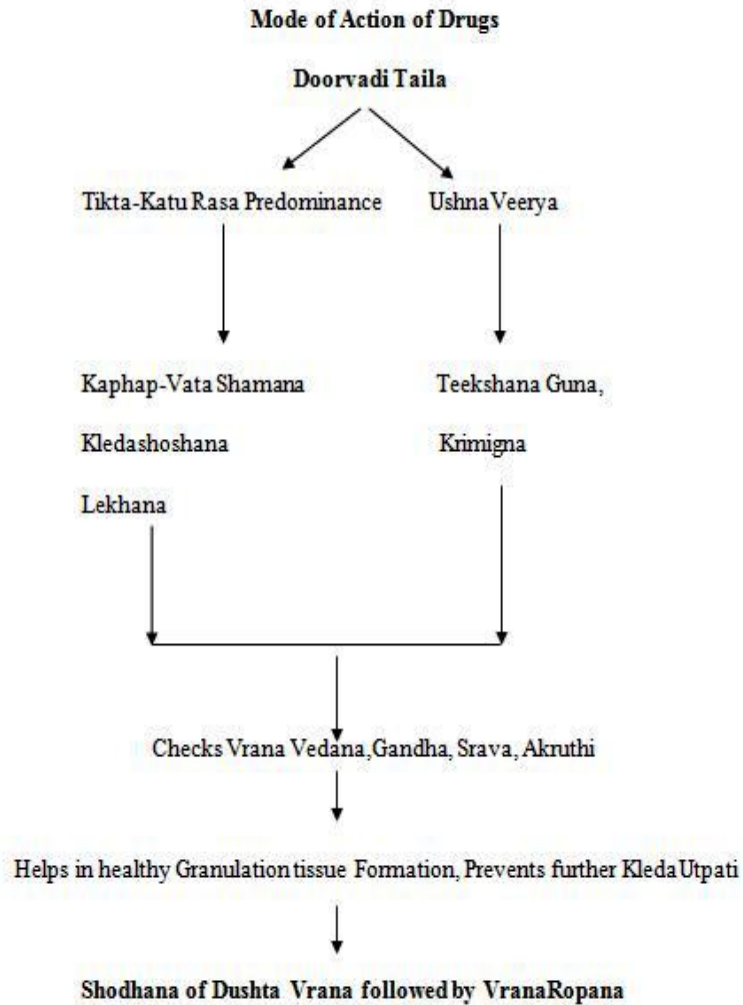 Mode of Action of Drugs
Doorvadi Taila
Tikta-Katu Rasa Predominance
Ushna Veerya
Kaphap-Vata Shamana
Teekshana Guna,
Kledashoshana
Krimigna
Lekhana
Checks Vrana Vedana,Gandha, Srava, Akruthi
Helps in healthy Granulation tissue Formation, Prevents further Kleda Utpati
Shodhana of Dushta Vrana followed by Vrana Ropana